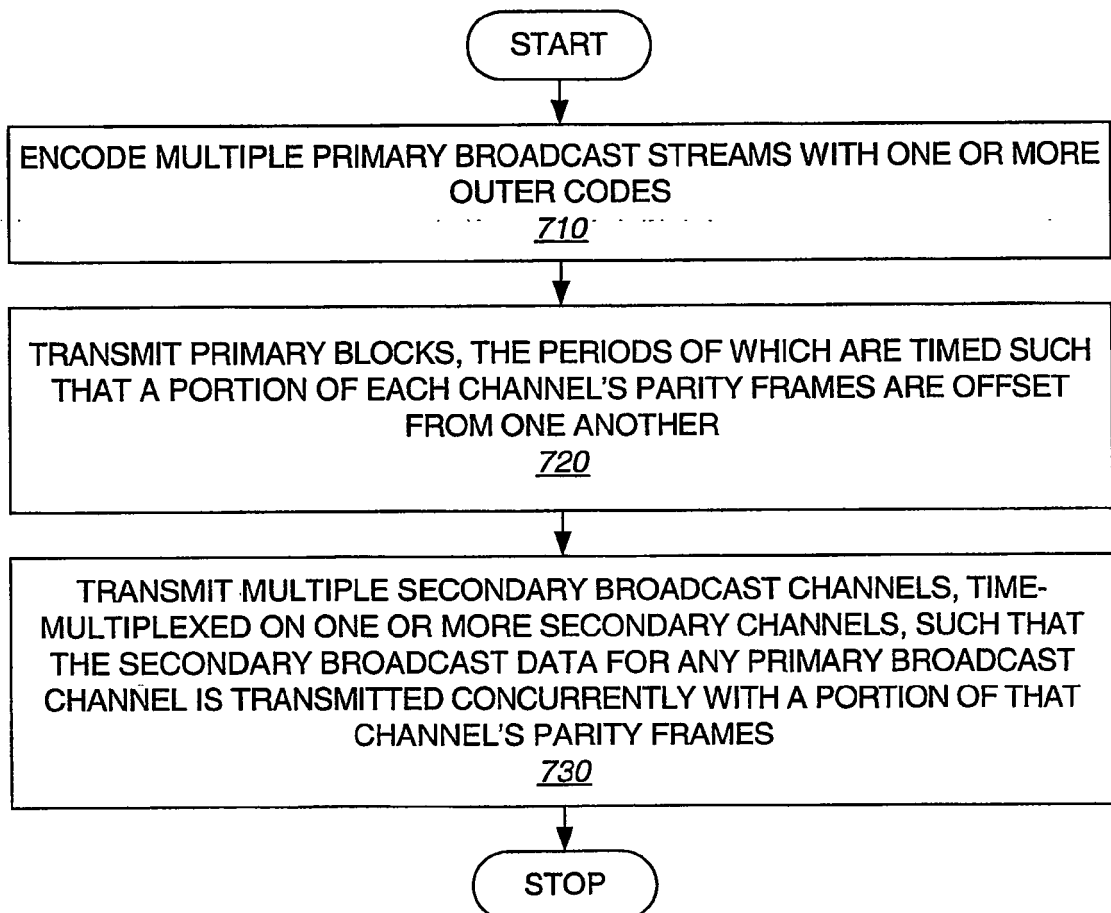 START
ENCODE MULTIPLE PRIMARY BROADCAST STREAMS WITH ONE OR MORE
OUTER CODES
710
TRANSMIT PRIMARY BLOCKS, THE PERIODS OF WHICH ARE TIMED SUCH
THAT A PORTION OF EACH CHANNEL'S PARITY FRAMES ARE OFFSET
FROM ONE ANOTHER
720
TRANSMIT MULTIPLE SECONDARY BROADCAST CHANNELS, TIME-
MULTIPLEXED ON ONE OR MORE SECONDARY CHANNELS, SUCH THAT
THE SECONDARY BROADCAST DATA FOR ANY PRIMARY BROADCAST
CHANNEL IS TRANSMITTED CONCURRENTLY WITH A PORTION OF THAT
CHANNEL'S PARITY FRAMES
730
STOP